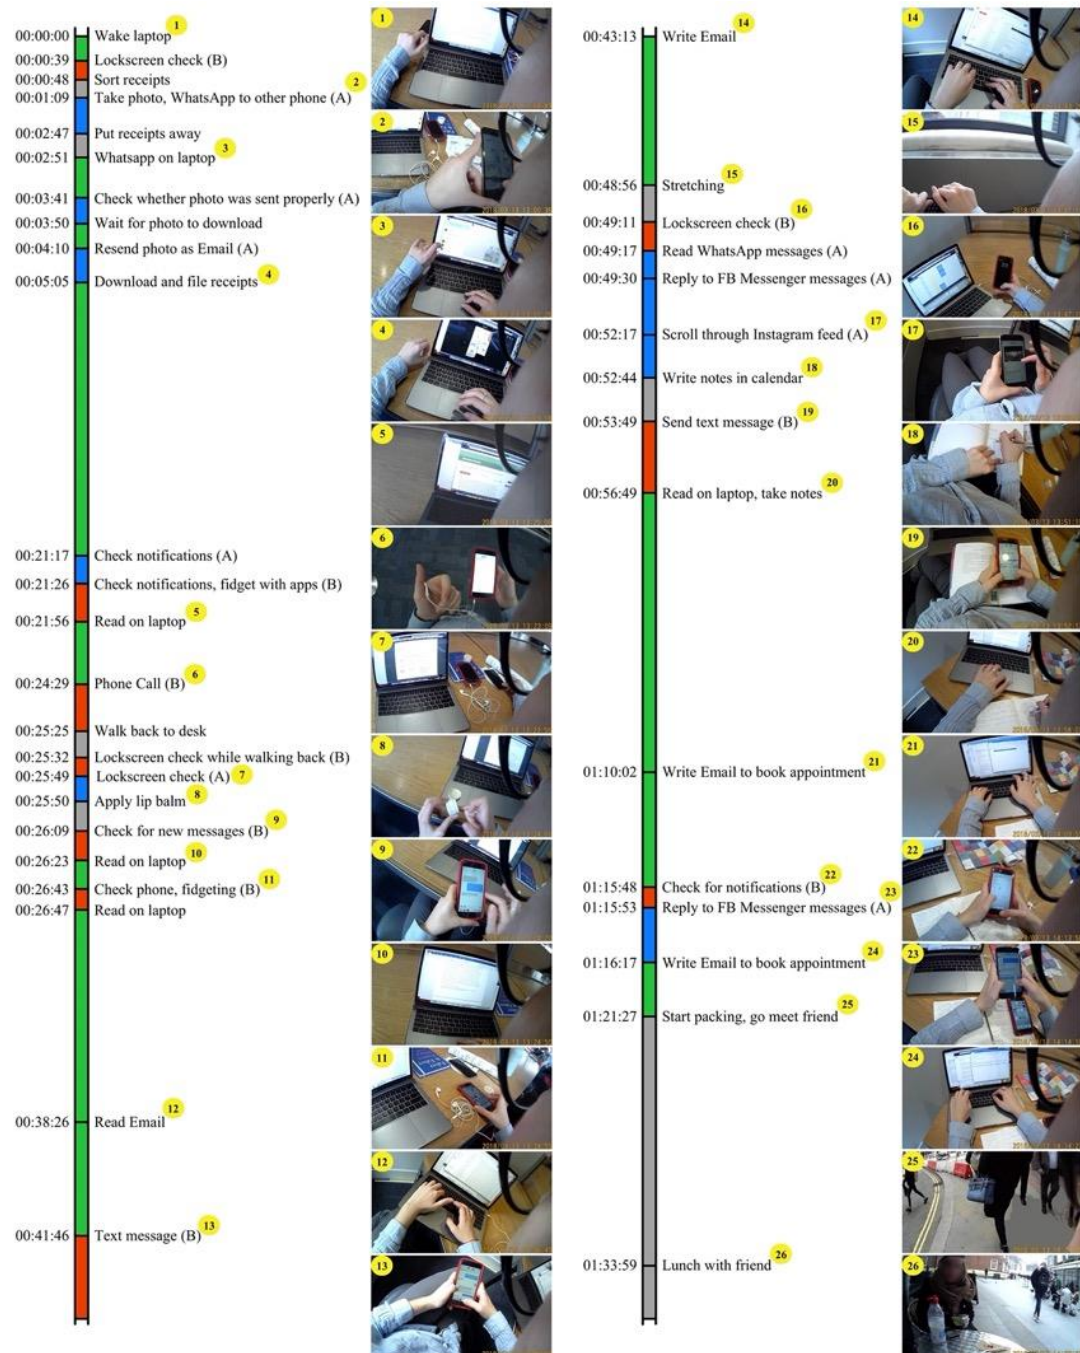 00:00:00 Wake laptop 1
00:00:39 Lockscreen check (B)
00:00:48 Sort receipts
2
00:01:09 Take photo, WhatsApp to other phone (A)
00:02:47 Put receipts away
00:02:51 Whatsapp on laptop 3
00:03:41 Check whether photo was sent properly (A)
00:03:50 Wait for photo to download
00:04:10 Resend photo as Email (A)
00:05:05 Download and file receipts 4
00:21:17 Check notifications (A)
00:21:26 Check notifications, fidget with apps (B)
00:21:56 Read on laptop 5
00:24:29 Phone Call (B) 6
00:25:25 Walk back to desk
00:25:32 Lockscreen check while walking back (B)
00:25:49 Lockscreen check (A) 7
00:25:50 Apply lip balm 8
00:26:09 Check for new messages (B) 9
00:26:23 Read on laptop 10
00:26:43 Check phone, fidgeting (B) 11
00:26:47 Read on laptop
00:38:26 Read Email 12
00:41:46 Text message (B) 13
1
2
3
4
5
6
7
8
9
10
11
12
13
00:43:13 Write Email 14
00:48:56 Stretching 15
00:49:11 Lockscreen check (B) 16
00:49:17 Read WhatsApp messages (A)
00:49:30 Reply to FB Messenger messages (A)
00:52:17 Scroll through Instagram feed (A) 17
00:52:44 Write notes in calendar 18
00:53:49 Send text message (B) 19
00:56:49 Read on laptop, take notes 20
01:10:02 Write Email to book appointment 21
01:15:48 Check for notifications (B) 22
01:15:53 Reply to FB Messenger messages (A) 23
01:16:17 Write Email to book appointment 24
01:21:27 Start packing, go meet friend 25
01:33:59 Lunch with friend 26
14
15
16
17
18
19
20
21
22
23
24
25
26